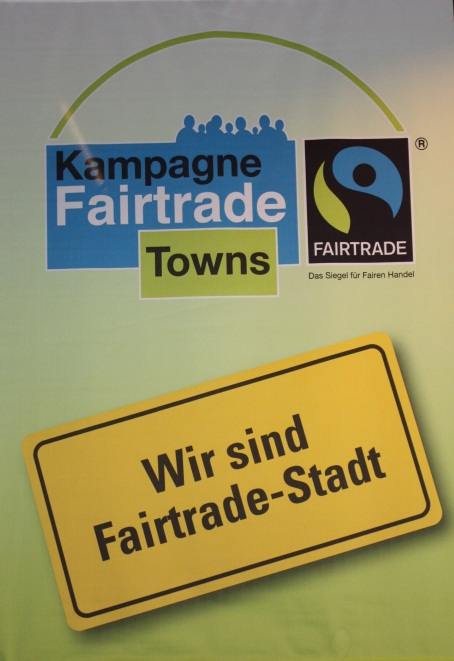 Kampagne
Fairtrade
Towns
®
FAIRTRADE
Das Siegel für Fairen Handel
Wir sind
Fairtrade-Stadt